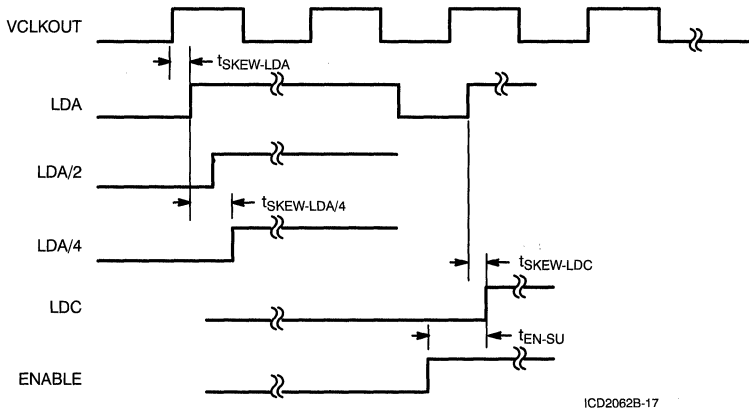 VCLKOUT
tSKEW-LDA
LDA
LDA/2
tSKEW-LDA/4
LDA/4
tSKEW-LDC
LDC
tEN-SU
ENABLE
ICD2062B-17